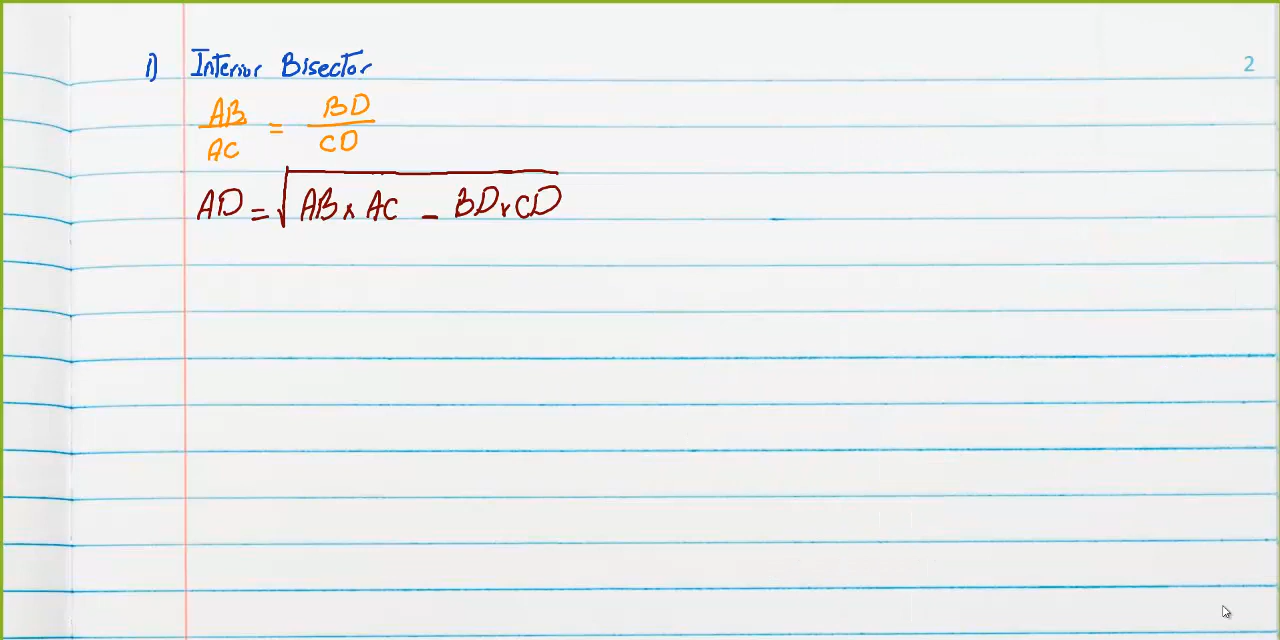 1) Interior Bisector
2
AB/AC = BD/CD
AD = √(AB × AC - BD × CD)